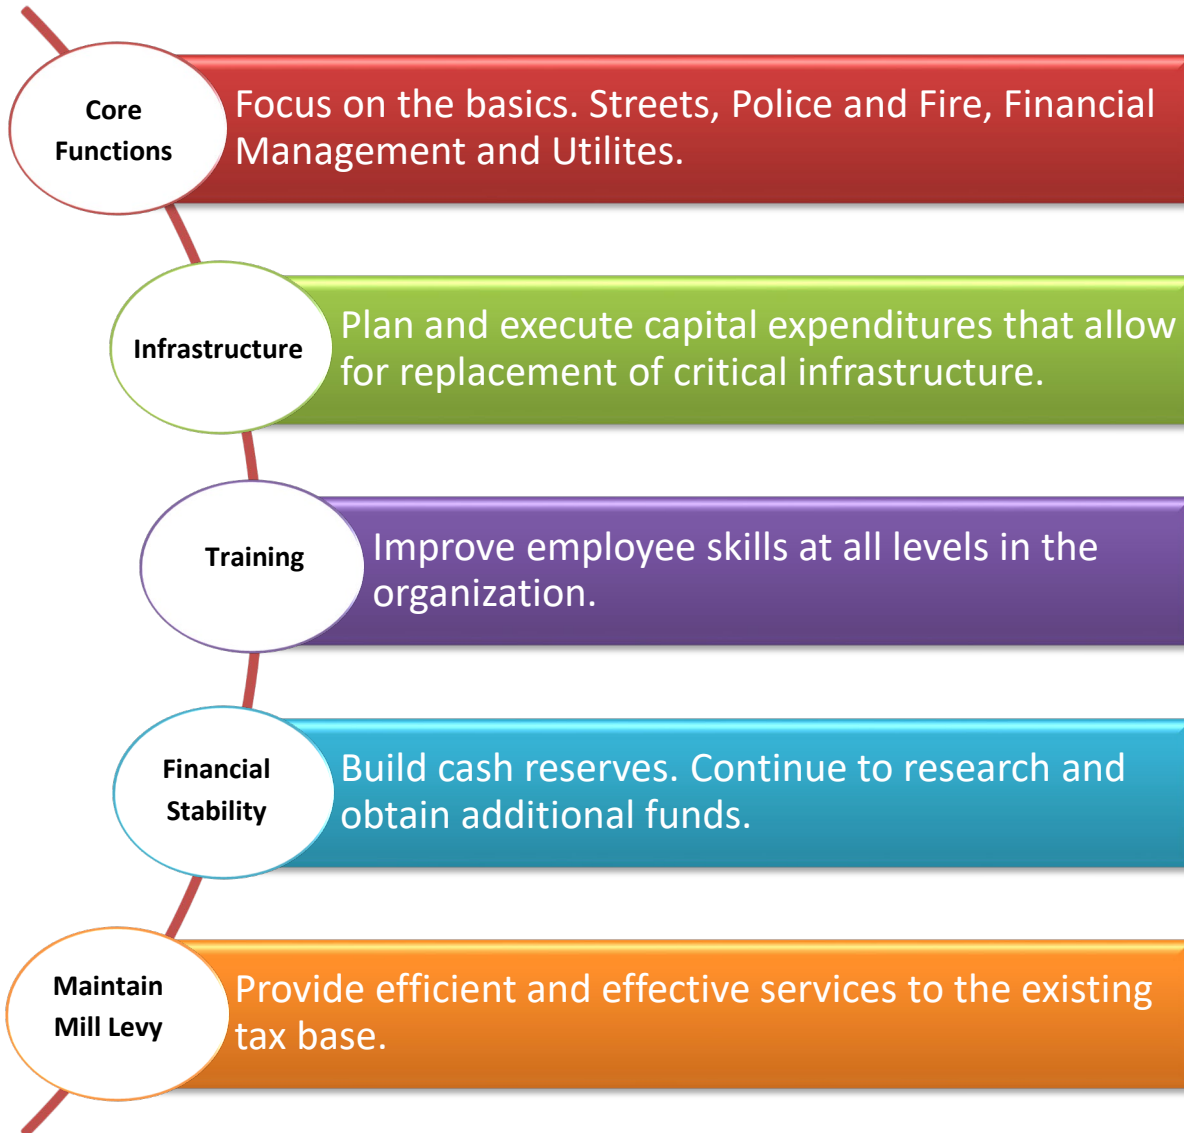 Core
Functions
Focus on the basics. Streets, Police and Fire, Financial
Management and Utilites.
Infrastructure
Plan and execute capital expenditures that allow
for replacement of critical infrastructure.
Training
Improve employee skills at all levels in the
organization.
Financial
Stability
Build cash reserves. Continue to research and
obtain additional funds.
Maintain
Mill Levy
Provide efficient and effective services to the existing
tax base.